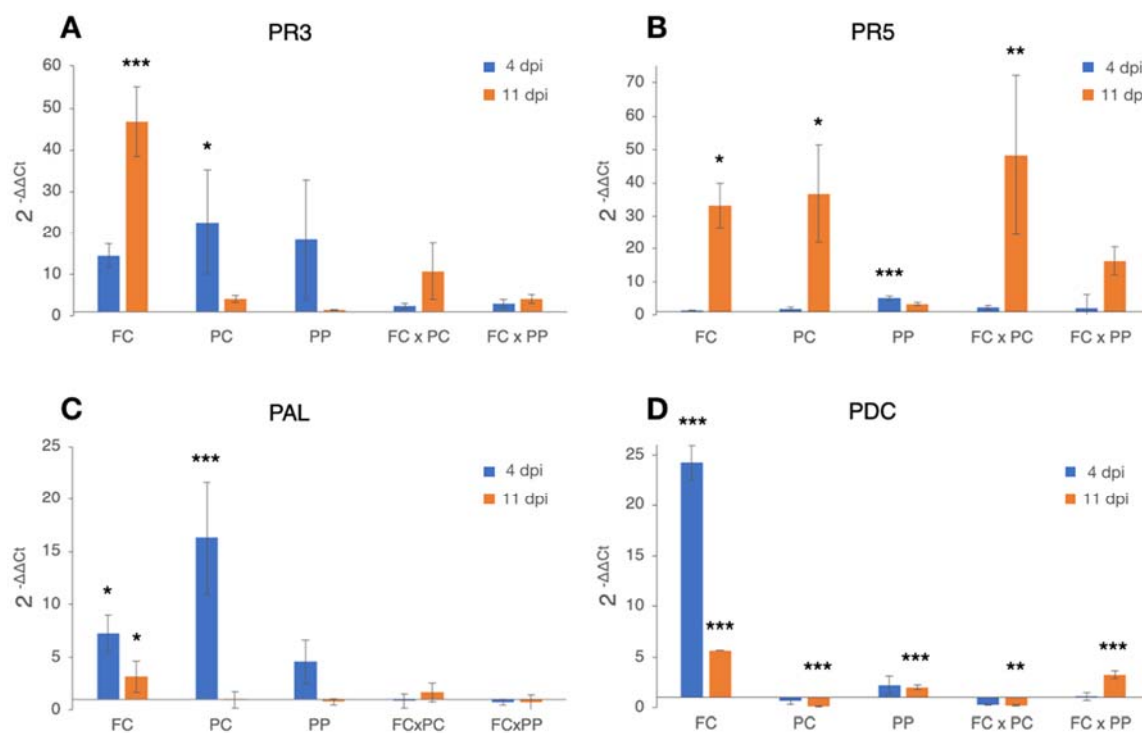 A
PR3
60
50
40
30
20
10
0
2 -ΔΔCt
***
*
4 dpi
11 dpi
FC
PC
PP
FC x PC
FC x PP
B
PR5
70
60
50
40
30
20
10
0
2 -ΔΔCt
*
*
***
**
4 dpi
11 dp
FC
PC
PP
FC x PC
FC x PP
C
PAL
25
20
15
10
5
0
2 -ΔΔCt
*
*
***
4 dpi
11 dpi
FC
PC
PP
FCxPC
FCxPP
D
PDC
25
20
15
10
5
0
2 -ΔΔCt
***
***
***
***
**
***
4 dpi
11 dpi
FC
PC
PP
FC x PC
FC x PP